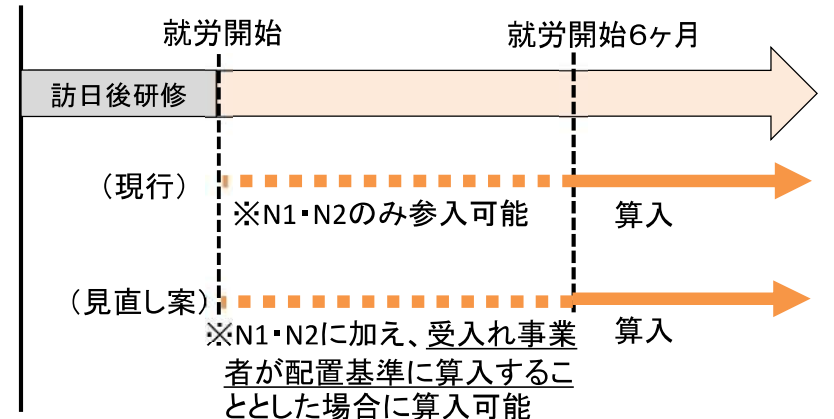 就労開始
就労開始6ヶ月
訪日後研修
（現行）
※N1・N2のみ参入可能
算入
（見直し案）
※N1・N2に加え、受入れ事業
者が配置基準に算入するこ
ととした場合に算入可能
算入